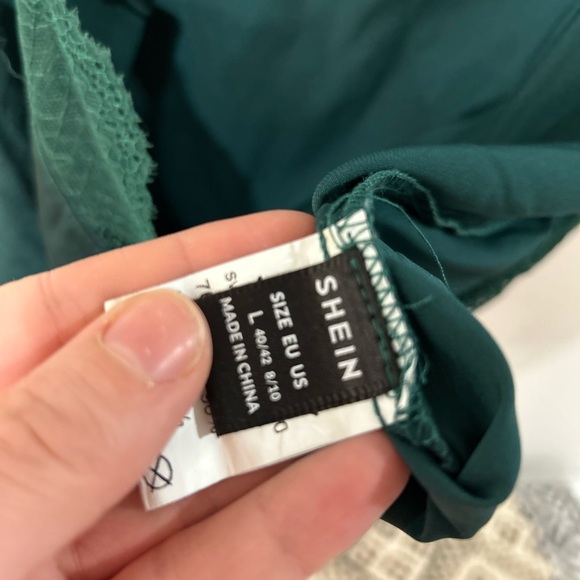 SHEIN
SIZE EU US
L 40/42 8/10
MADE IN CHINA